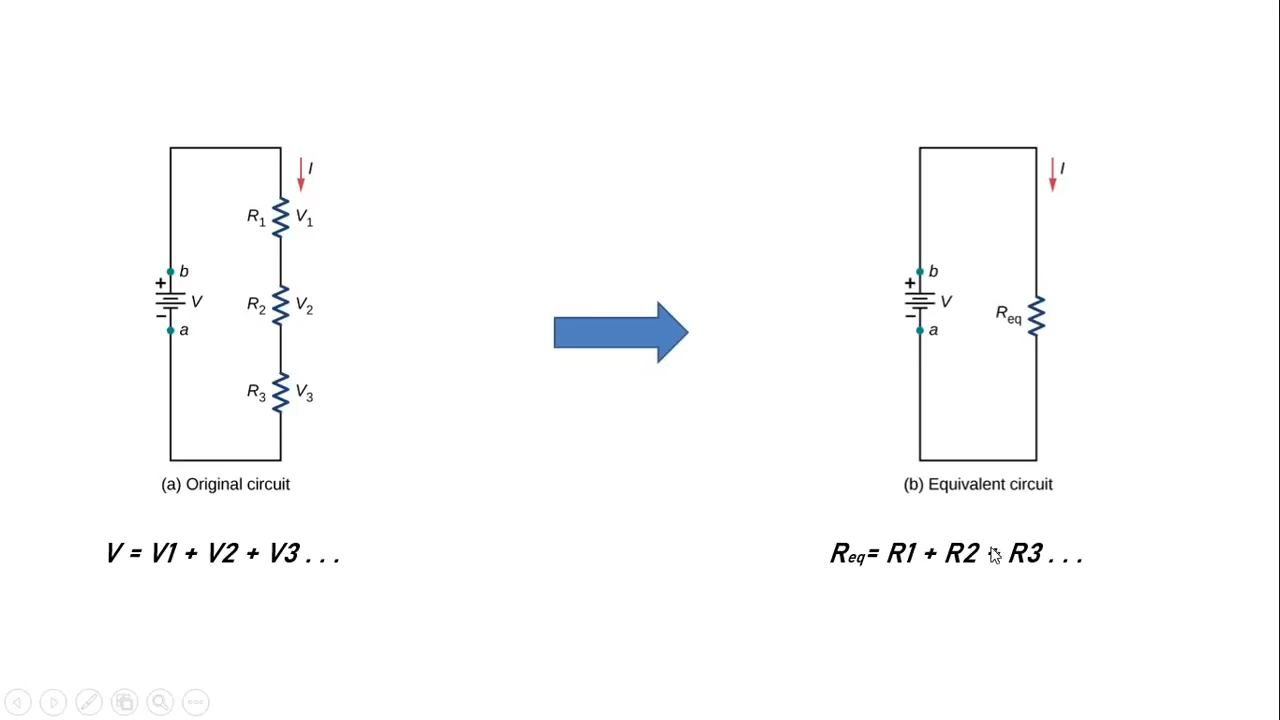 I
R1 V1
b
+
V
R2 V2
−
a
R3 V3
(a) Original circuit
V = V1 + V2 + V3 . . .
I
b
+
V
Req
−
a
(b) Equivalent circuit
Req= R1 + R2 + R3 . . .